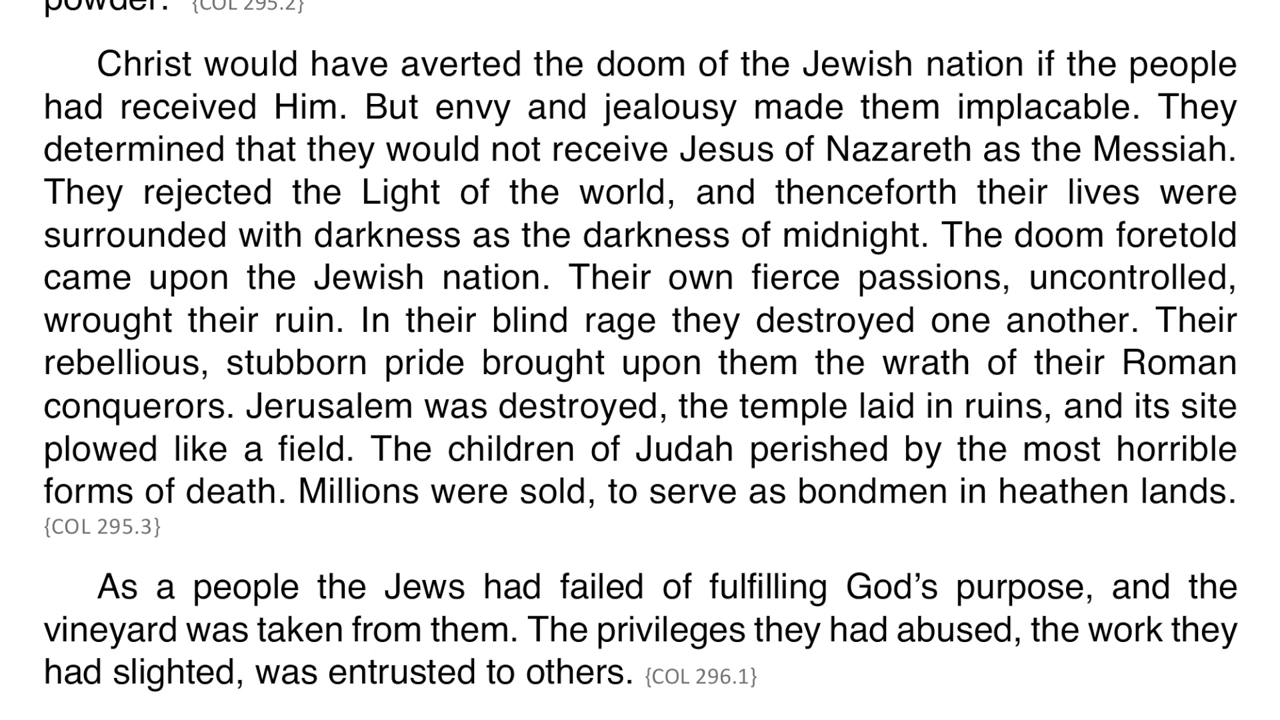 powder. {COL 295.2}
Christ would have averted the doom of the Jewish nation if the people
had received Him. But envy and jealousy made them implacable. They
determined that they would not receive Jesus of Nazareth as the Messiah.
They rejected the Light of the world, and thenceforth their lives were
surrounded with darkness as the darkness of midnight. The doom foretold
came upon the Jewish nation. Their own fierce passions, uncontrolled,
wrought their ruin. In their blind rage they destroyed one another. Their
rebellious, stubborn pride brought upon them the wrath of their Roman
conquerors. Jerusalem was destroyed, the temple laid in ruins, and its site
plowed like a field. The children of Judah perished by the most horrible
forms of death. Millions were sold, to serve as bondmen in heathen lands.
{COL 295.3}
As a people the Jews had failed of fulfilling God’s purpose, and the
vineyard was taken from them. The privileges they had abused, the work they
had slighted, was entrusted to others. {COL 296.1}